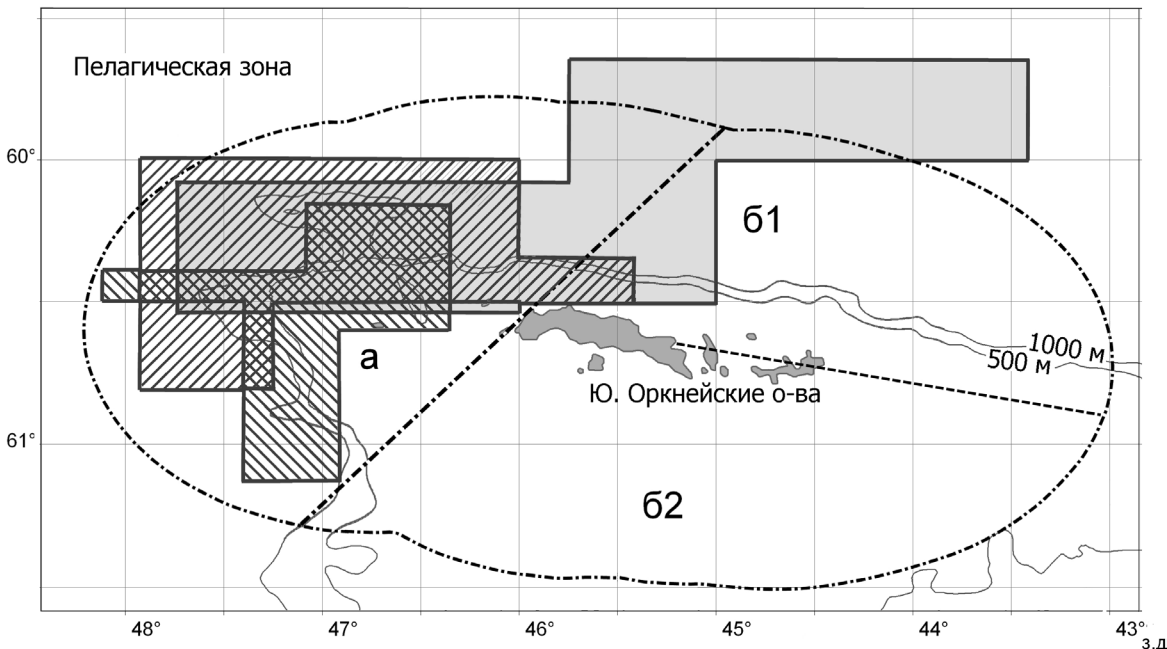 Пелагическая зона
60°
б1
1000 м
500 м
а
Ю. Оркнейские о-ва
61°
б2
48°
47°
46°
45°
44°
43°
з.д